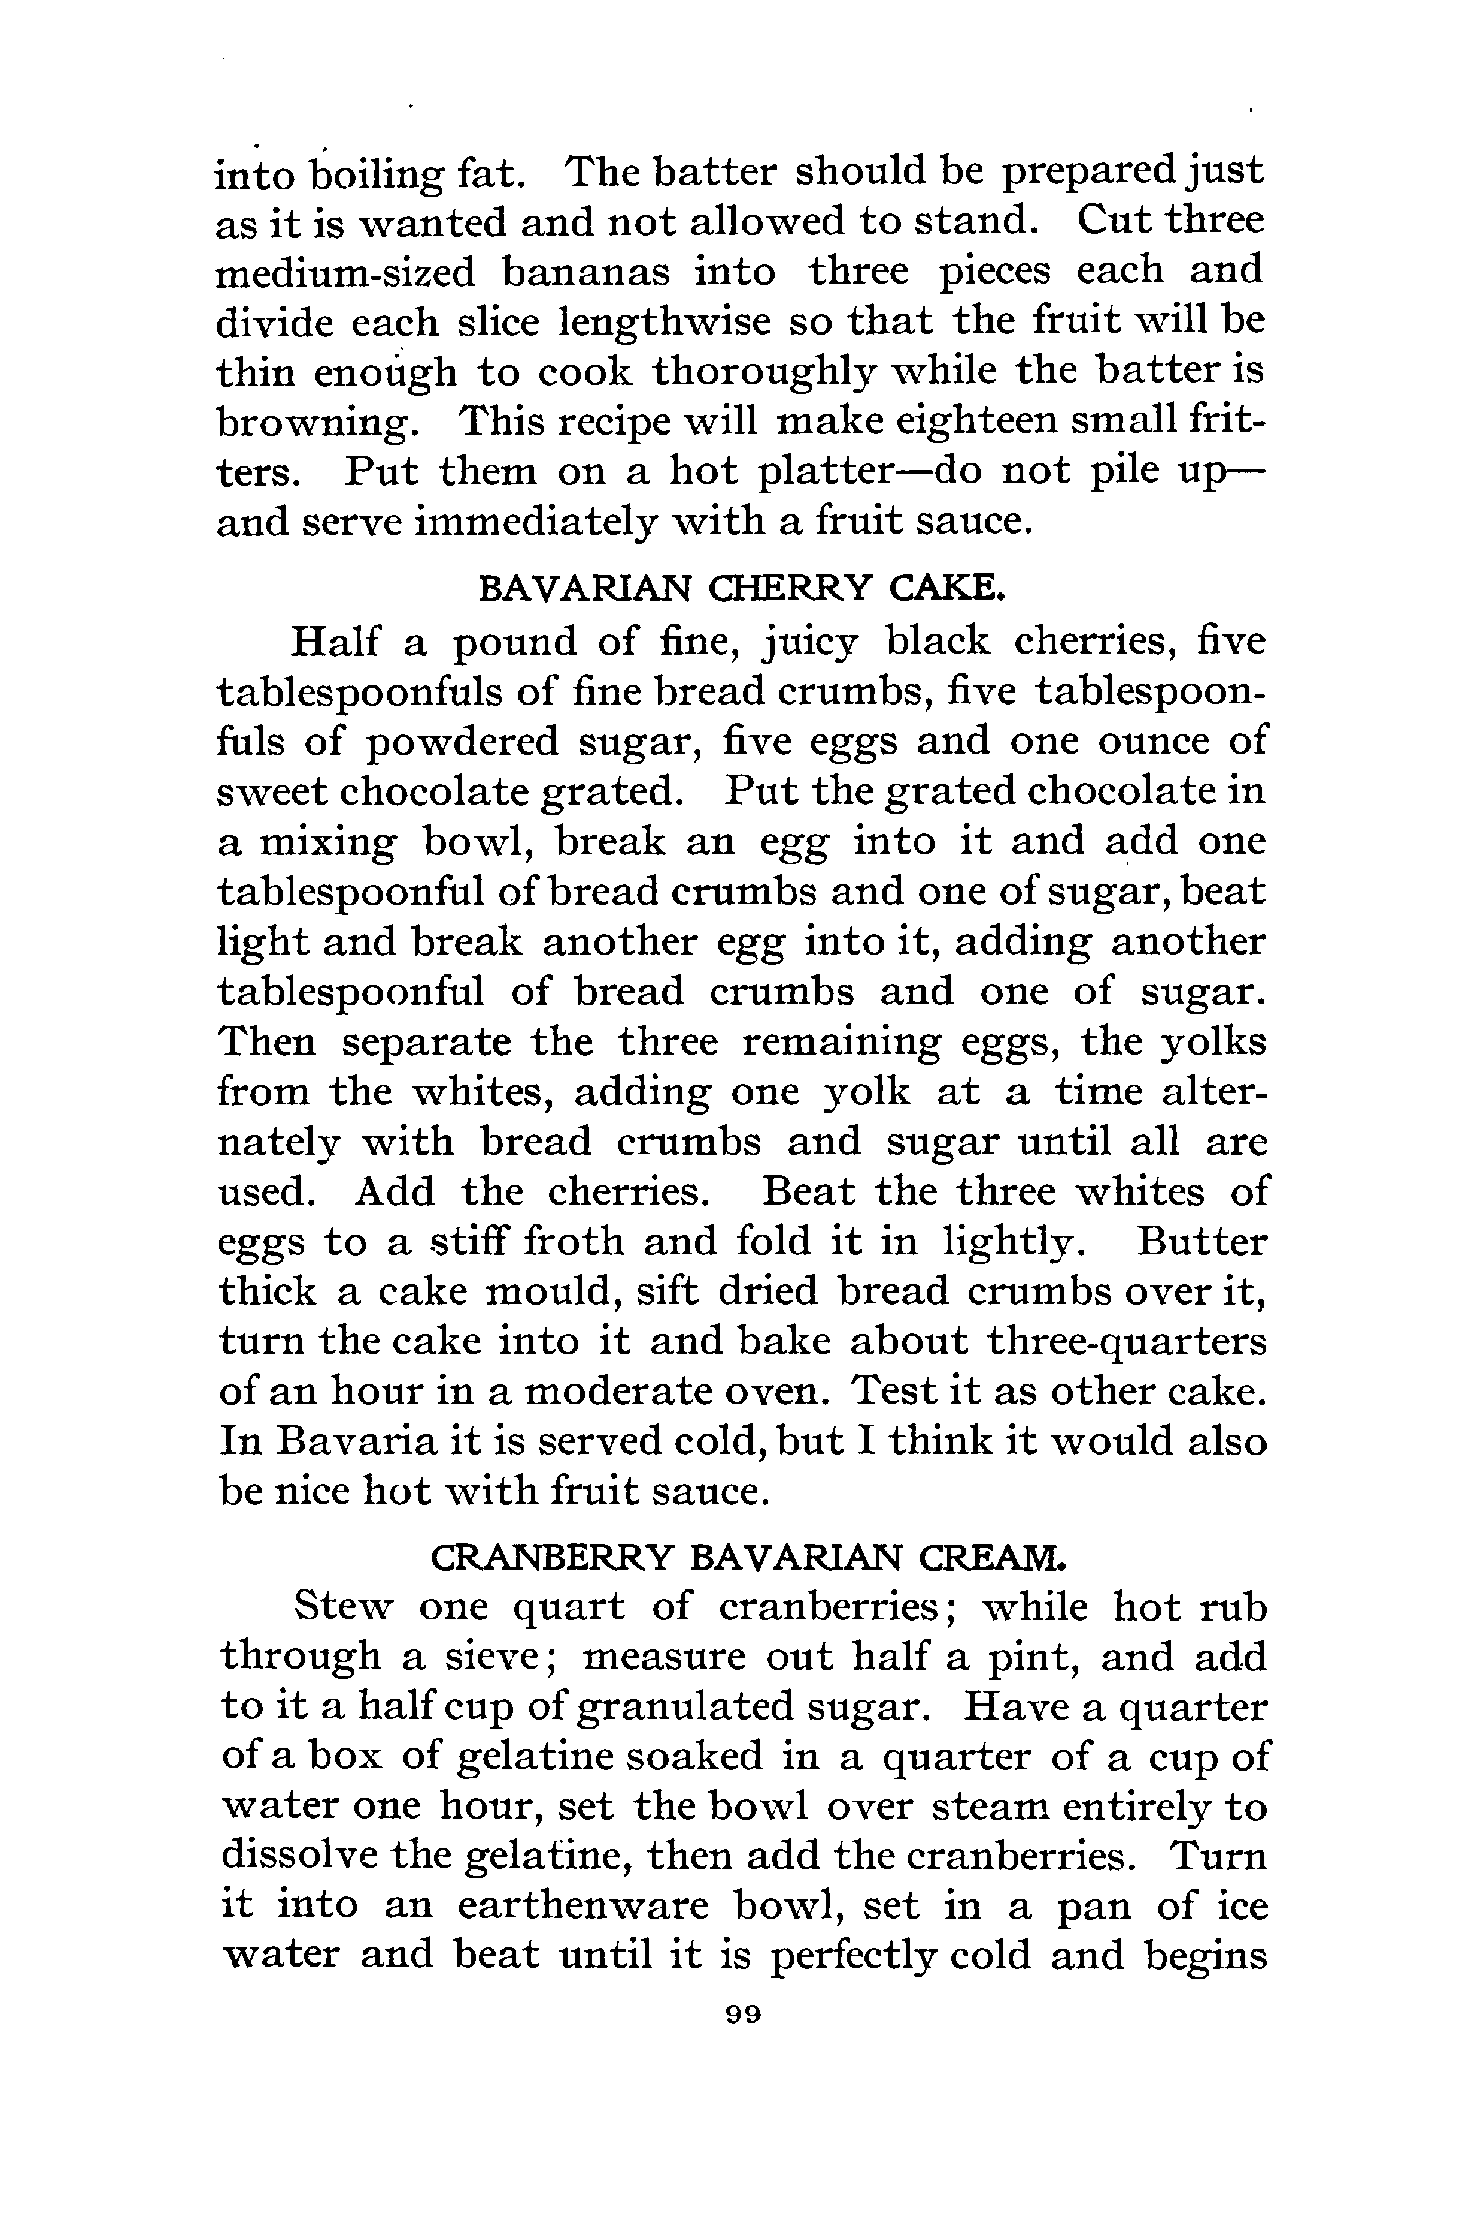 into boiling fat. The batter should be prepared just
as it is wanted and not allowed to stand. Cut three
medium-sized bananas into three pieces each and
divide each slice lengthwise so that the fruit will be
thin enough to cook thoroughly while the batter is
browning. This recipe will make eighteen small frit-
ters. Put them on a hot platter—do not pile up—
and serve immediately with a fruit sauce.
BAVARIAN CHERRY CAKE.
Half a pound of fine, juicy black cherries, five
tablespoonfuls of fine bread crumbs, five tablespoon-
fuls of powdered sugar, five eggs and one ounce of
sweet chocolate grated. Put the grated chocolate in
a mixing bowl, break an egg into it and add one
tablespoonful of bread crumbs and one of sugar, beat
light and break another egg into it, adding another
tablespoonful of bread crumbs and one of sugar.
Then separate the three remaining eggs, the yolks
from the whites, adding one yolk at a time alter-
nately with bread crumbs and sugar until all are
used. Add the cherries. Beat the three whites of
eggs to a stiff froth and fold it in lightly. Butter
thick a cake mould, sift dried bread crumbs over it,
turn the cake into it and bake about three-quarters
of an hour in a moderate oven. Test it as other cake.
In Bavaria it is served cold, but I think it would also
be nice hot with fruit sauce.
CRANBERRY BAVARIAN CREAM.
Stew one quart of cranberries; while hot rub
through a sieve; measure out half a pint, and add
to it a half cup of granulated sugar. Have a quarter
of a box of gelatine soaked in a quarter of a cup of
water one hour, set the bowl over steam entirely to
dissolve the gelatine, then add the cranberries. Turn
it into an earthenware bowl, set in a pan of ice
water and beat until it is perfectly cold and begins
99